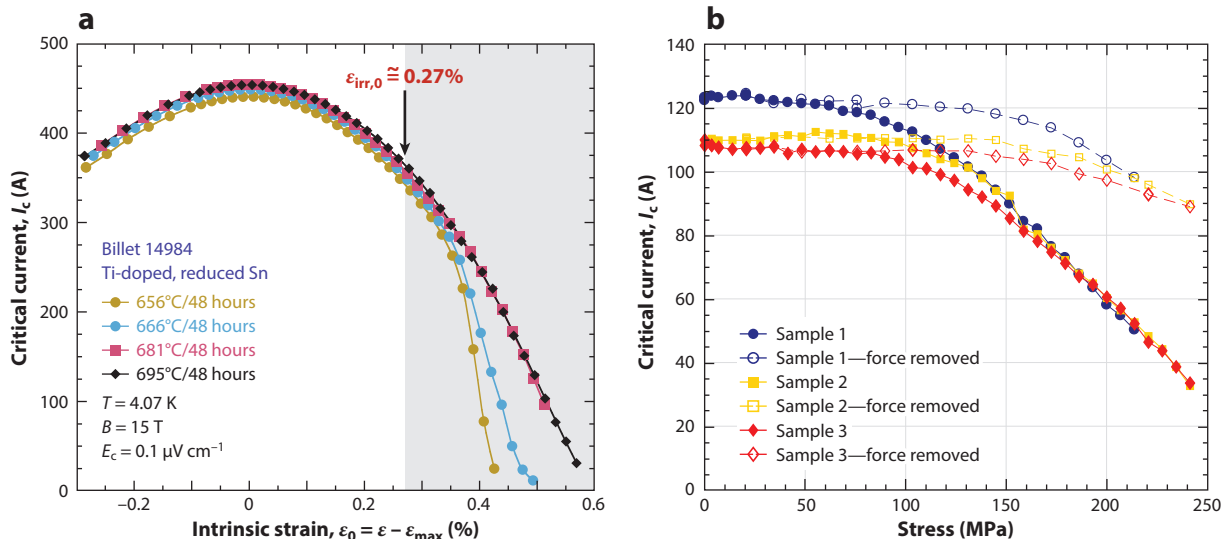 a
500
400
300
250
200
150
100
50
0
−0.2
0
0.2
0.4
0.6
Critical current, Ic (A)
Intrinsic strain, ε0 = ε – εmax (%)
εirr,0 ≅ 0.27%
Billet 14984
Ti-doped, reduced Sn
656°C/48 hours
666°C/48 hours
681°C/48 hours
695°C/48 hours
T = 4.07 K
B = 15 T
Ec = 0.1 μV cm−1
b
140
120
100
80
60
40
20
0
0
50
100
150
200
250
Critical current, Ic (A)
Stress (MPa)
Sample 1
Sample 1—force removed
Sample 2
Sample 2—force removed
Sample 3
Sample 3—force removed